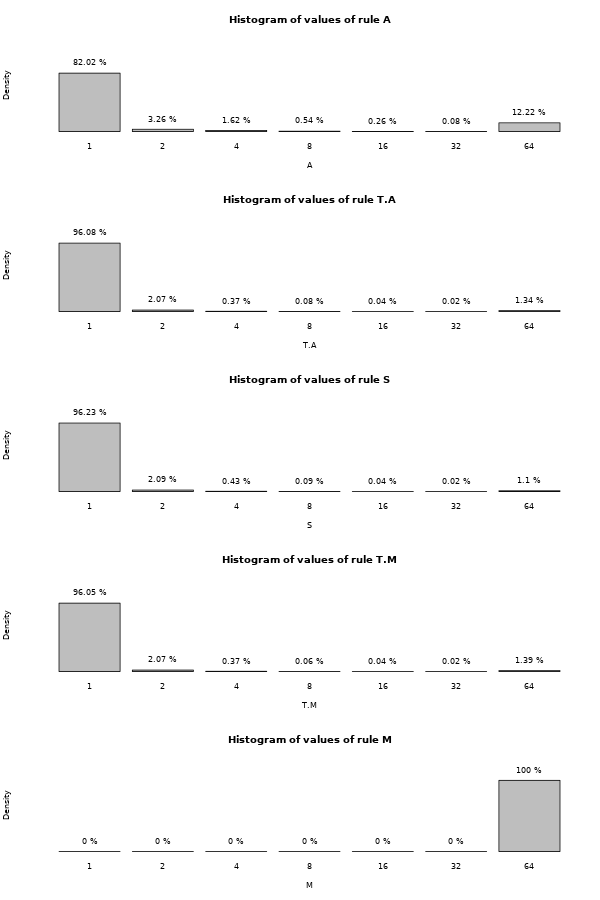 Histogram of values of rule A
Density
82.02 % 3.26 % 1.62 % 0.54 % 0.26 % 0.08 % 12.22 %
1 2 4 8 16 32 64
A
Histogram of values of rule T.A
Density
96.08 % 2.07 % 0.37 % 0.08 % 0.04 % 0.02 % 1.34 %
1 2 4 8 16 32 64
T.A
Histogram of values of rule S
Density
96.23 % 2.09 % 0.43 % 0.09 % 0.04 % 0.02 % 1.1 %
1 2 4 8 16 32 64
S
Histogram of values of rule T.M
Density
96.05 % 2.07 % 0.37 % 0.06 % 0.04 % 0.02 % 1.39 %
1 2 4 8 16 32 64
T.M
Histogram of values of rule M
Density
0 % 0 % 0 % 0 % 0 % 0 % 100 %
1 2 4 8 16 32 64
M